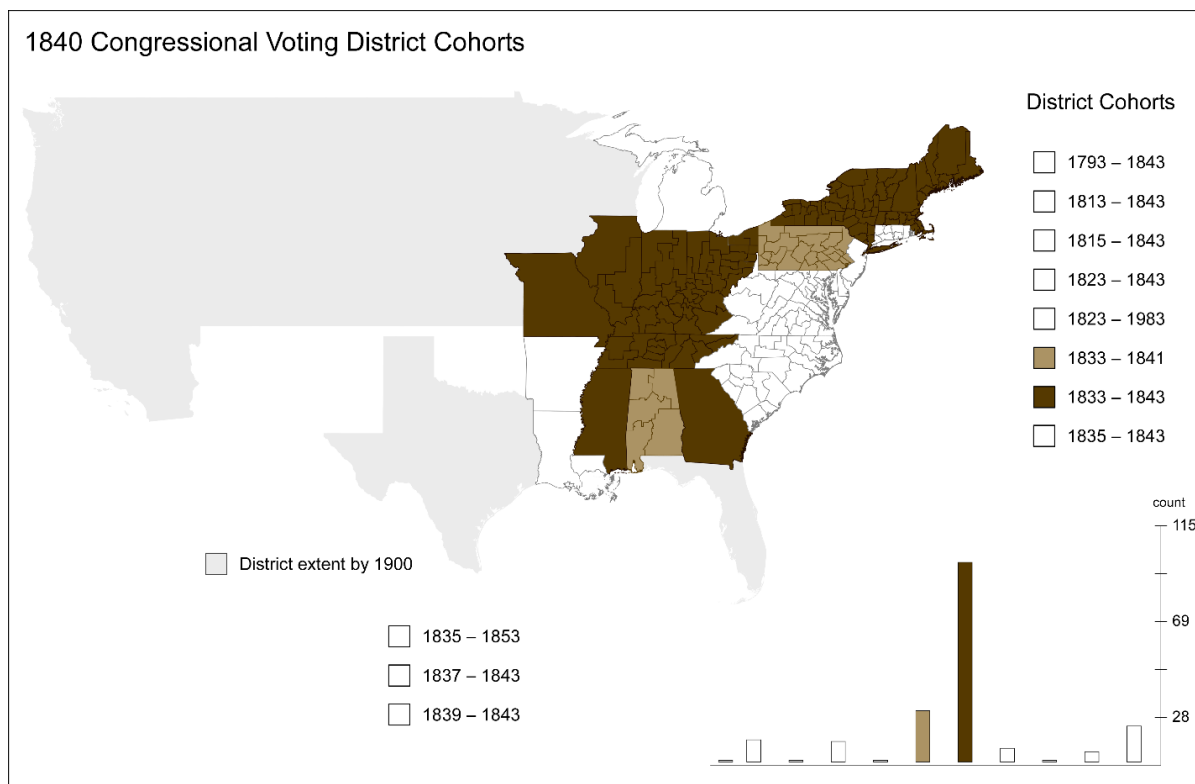 1840 Congressional Voting District Cohorts
District Cohorts
1793 – 1843
1813 – 1843
1815 – 1843
1823 – 1843
1823 – 1983
1833 – 1841
1833 – 1843
1835 – 1843
count
115
69
28
District extent by 1900
1835 – 1853
1837 – 1843
1839 – 1843